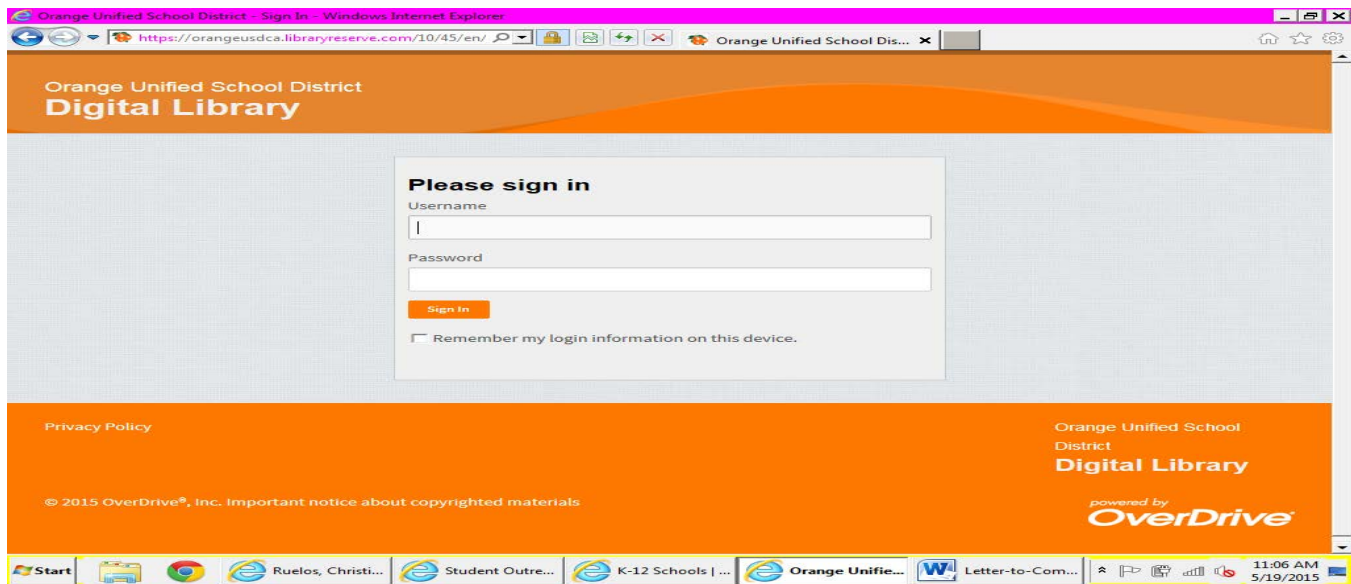 Orange Unified School District - Sign In - Windows Internet Explorer
https://orangeusdca.libraryreserve.com/10/45/en/
Orange Unified School Dis...
Orange Unified School District
Digital Library
Please sign in
Username
Password
Sign In
Remember my login information on this device.
Privacy Policy
Orange Unified School
District
Digital Library
© 2015 OverDrive®, Inc. Important notice about copyrighted materials
powered by
OverDrive
Start
Ruelos, Christi...
Student Outre...
K-12 Schools | ...
Orange Unifie...
Letter-to-Com...
11:06 AM
5/19/2015